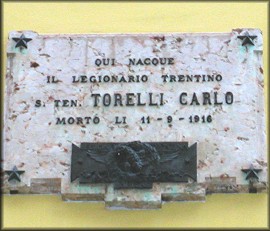 QUI NACQUE
IL LEGIONARIO TRENTINO
S. TEN. TORELLI CARLO
MORTO LI 11-9-1916